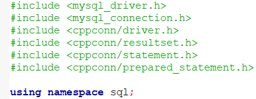 #include <mysql_driver.h>
#include <mysql_connection.h>
#include <cppconn/driver.h>
#include <cppconn/resultset.h>
#include <cppconn/statement.h>
#include <cppconn/prepared_statement.h>
using namespace sql;